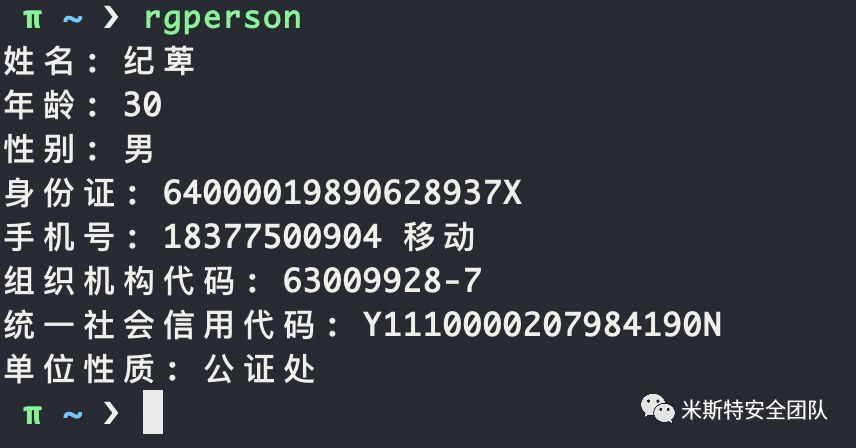 π ~ ❯ rgperson
姓名: 纪萆
年龄: 30
性别: 男
身份证: 64000019890628937X
手机号: 18377500904 移动
组织机构代码: 63009928-7
统一社会信用代码: Y1110000207984190N
单位性质: 公证处
π ~ ❯
米斯特安全团队